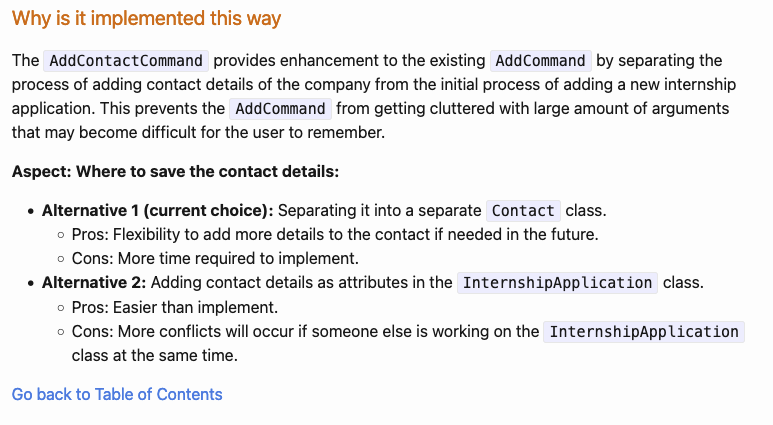 Why is it implemented this way
The AddContactCommand provides enhancement to the existing AddCommand by separating the
process of adding contact details of the company from the initial process of adding a new internship
application. This prevents the AddCommand from getting cluttered with large amount of arguments
that may become difficult for the user to remember.
Aspect: Where to save the contact details:
• Alternative 1 (current choice): Separating it into a separate Contact class.
◦ Pros: Flexibility to add more details to the contact if needed in the future.
◦ Cons: More time required to implement.
• Alternative 2: Adding contact details as attributes in the InternshipApplication class.
◦ Pros: Easier than implement.
◦ Cons: More conflicts will occur if someone else is working on the InternshipApplication
class at the same time.
Go back to Table of Contents